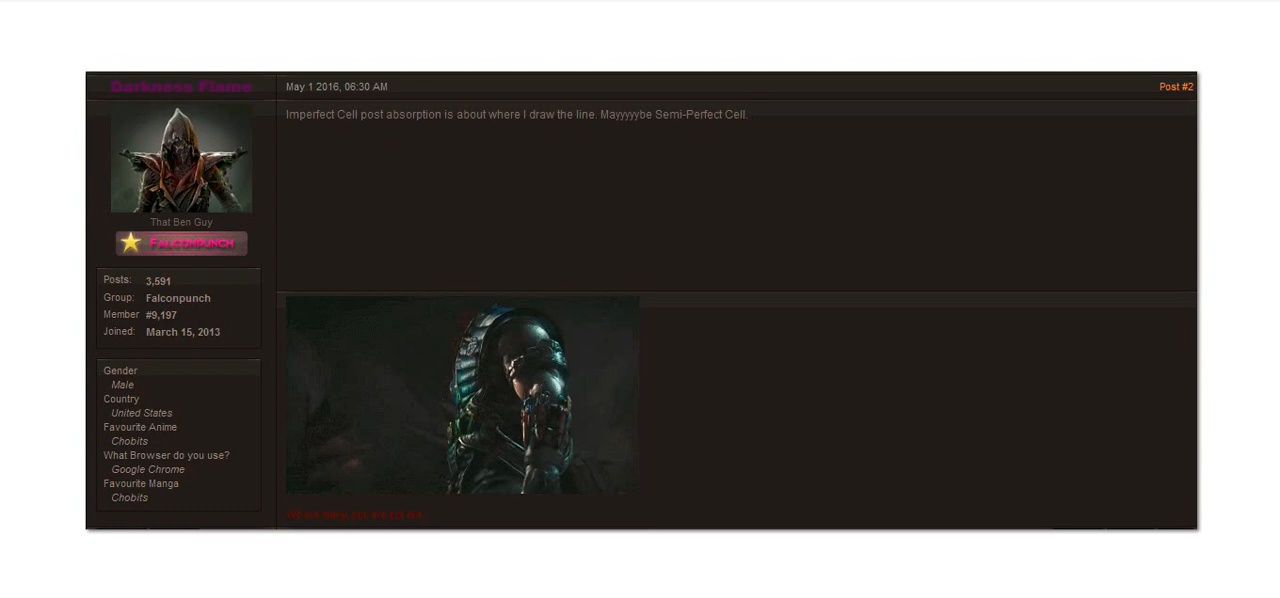 Darkness Flame
May 1 2016, 06:30 AM
Post #2
Imperfect Cell post absorption is about where I draw the line. Mayyyyybe Semi-Perfect Cell.
That Ben Guy
Falconpunch
Posts: 3,591
Group: Falconpunch
Member #9,197
Joined: March 15, 2013
Gender
Male
Country
United States
Favourite Anime
Chobits
What Browser do you use?
Google Chrome
Favourite Manga
Chobits